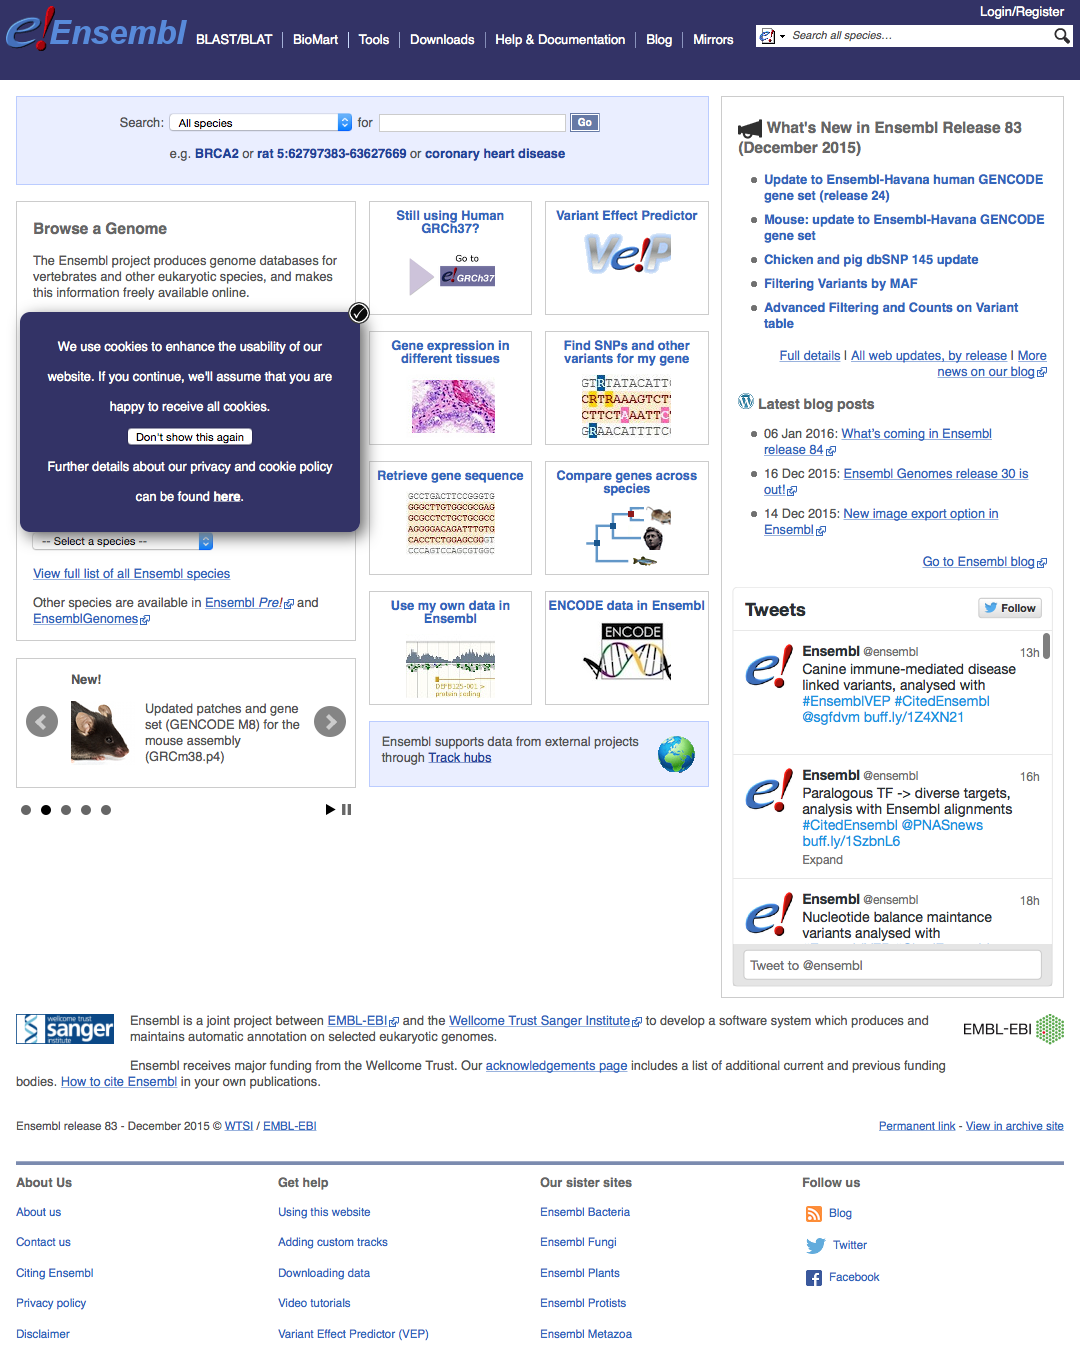 Login/Register
e!Ensembl
BLAST/BLAT | BioMart | Tools | Downloads | Help & Documentation | Blog | Mirrors
Search all species…
Search: All species for Go
e.g. BRCA2 or rat 5:62797383-63627669 or coronary heart disease
Browse a Genome
The Ensembl project produces genome databases for
vertebrates and other eukaryotic species, and makes
this information freely available online.
We use cookies to enhance the usability of our
website. If you continue, we'll assume that you are
happy to receive all cookies.
Don't show this again
Further details about our privacy and cookie policy
can be found here.
-- Select a species --
View full list of all Ensembl species
Other species are available in Ensembl Pre! and
EnsemblGenomes
New!
Updated patches and gene
set (GENCODE M8) for the
mouse assembly
(GRCm38.p4)
Still using Human
GRCh37?
Go to
e! GRCh37
Variant Effect Predictor
Ve!P
Gene expression in
different tissues
Find SNPs and other
variants for my gene
GTRTATACATTC
CRTRAAAGTCT
CTTCTAAATTC
GRAACATTTTC
Retrieve gene sequence
GCCTGACTTCCGGGTG
GGGCTTGTGGCGCGAG
GCGCCTCTGCTGCGCC
AGGGGACAGATTTGTG
CACCTCTGGAGCGGGT
CCCAGTCCAGCGTGGC
Compare genes across
species
Use my own data in
Ensembl
DEFB125-001 >
protein coding
ENCODE data in Ensembl
ENCODE
Ensembl supports data from external projects
through Track hubs
What's New in Ensembl Release 83
(December 2015)
Update to Ensembl-Havana human GENCODE
gene set (release 24)
Mouse: update to Ensembl-Havana GENCODE
gene set
Chicken and pig dbSNP 145 update
Filtering Variants by MAF
Advanced Filtering and Counts on Variant
table
Full details | All web updates, by release | More
news on our blog
Latest blog posts
06 Jan 2016: What's coming in Ensembl
release 84
16 Dec 2015: Ensembl Genomes release 30 is
out!
14 Dec 2015: New image export option in
Ensembl
Go to Ensembl blog
Tweets Follow
Ensembl @ensembl 13h
Canine immune-mediated disease
linked variants, analysed with
#EnsemblVEP #CitedEnsembl
@sgfdvm buff.ly/1Z4XN21
Ensembl @ensembl 16h
Paralogous TF -> diverse targets,
analysis with Ensembl alignments
#CitedEnsembl @PNASnews
buff.ly/1SzbnL6
Expand
Ensembl @ensembl 18h
Nucleotide balance maintance
variants analysed with
Tweet to @ensembl
wellcome trust
sanger
institute
Ensembl is a joint project between EMBL-EBI and the Wellcome Trust Sanger Institute to develop a software system which produces and
maintains automatic annotation on selected eukaryotic genomes.
EMBL-EBI
Ensembl receives major funding from the Wellcome Trust. Our acknowledgements page includes a list of additional current and previous funding
bodies. How to cite Ensembl in your own publications.
Ensembl release 83 - December 2015 © WTSI / EMBL-EBI
Permanent link - View in archive site
About Us
About us
Contact us
Citing Ensembl
Privacy policy
Disclaimer
Get help
Using this website
Adding custom tracks
Downloading data
Video tutorials
Variant Effect Predictor (VEP)
Our sister sites
Ensembl Bacteria
Ensembl Fungi
Ensembl Plants
Ensembl Protists
Ensembl Metazoa
Follow us
Blog
Twitter
Facebook